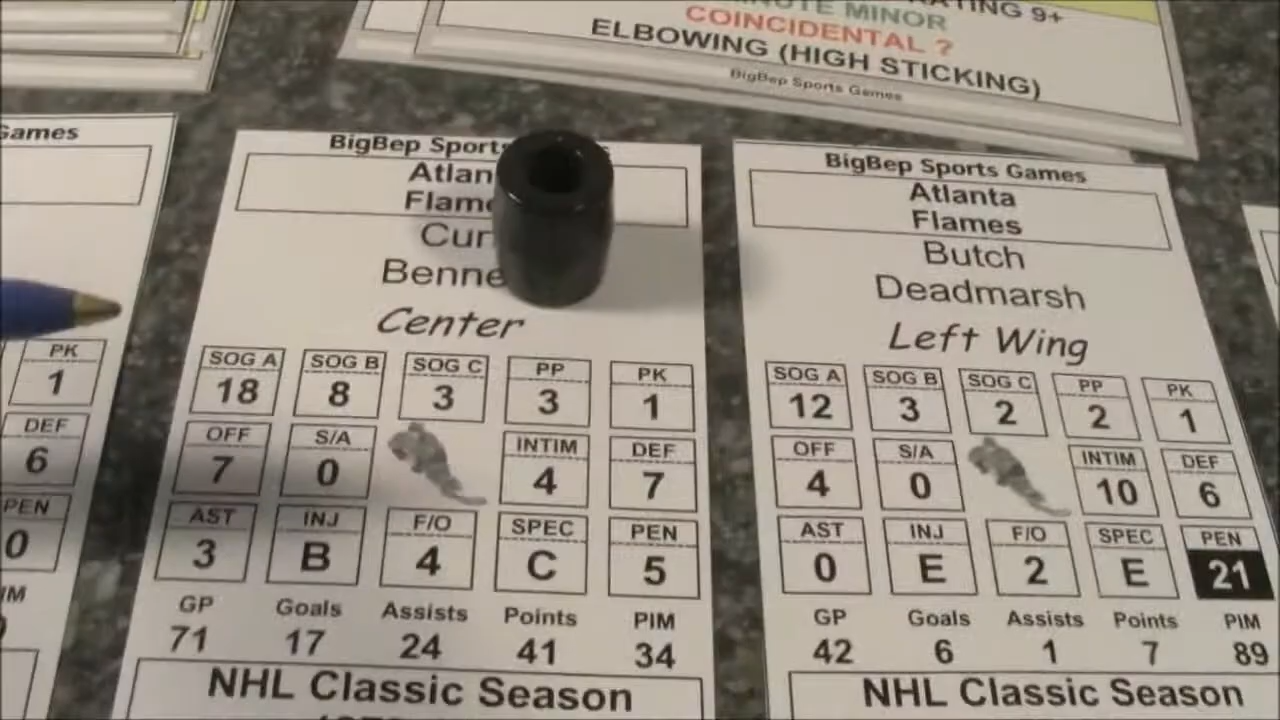 MINOR
COINCIDENTAL ?
ELBOWING (HIGH STICKING)
BigBep Sports Games
Games
PK
1
DEF
6
PEN
0
BigBep Sports
Atlan
Flame
Cur
Benne
Center
SOG A SOG B SOG C PP PK
18 8 3 3 1
OFF S/A INTIM DEF
7 0 4 7
AST INJ F/O SPEC PEN
3 B 4 C 5
GP Goals Assists Points PIM
71 17 24 41 34
NHL Classic Season
BigBep Sports Games
Atlanta
Flames
Butch
Deadmarsh
Left Wing
SOG A SOG B SOG C PP PK
12 3 2 2 1
OFF S/A INTIM DEF
4 0 10 6
AST INJ F/O SPEC PEN
0 E 2 E 21
GP Goals Assists Points PIM
42 6 1 7 89
NHL Classic Season